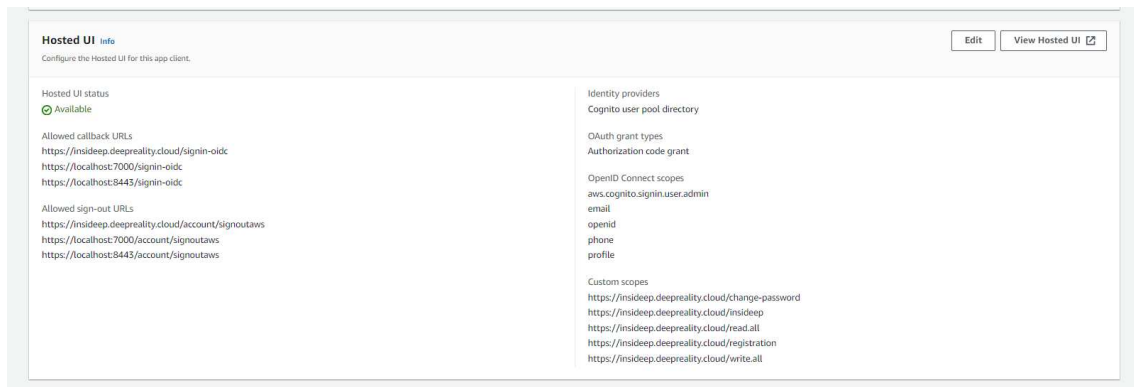 Hosted UI Info
Configure the Hosted UI for this app client.
Edit
View Hosted UI
Hosted UI status
Available
Allowed callback URLs
https://insideep.deepreality.cloud/signin-oidc
https://localhost:7000/signin-oidc
https://localhost:8443/signin-oidc
Allowed sign-out URLs
https://insideep.deepreality.cloud/account/signoutaws
https://localhost:7000/account/signoutaws
https://localhost:8443/account/signoutaws
Identity providers
Cognito user pool directory
OAuth grant types
Authorization code grant
OpenID Connect scopes
aws.cognito.signin.user.admin
email
openid
phone
profile
Custom scopes
https://insideep.deepreality.cloud/change-password
https://insideep.deepreality.cloud/insideep
https://insideep.deepreality.cloud/read.all
https://insideep.deepreality.cloud/registration
https://insideep.deepreality.cloud/write.all